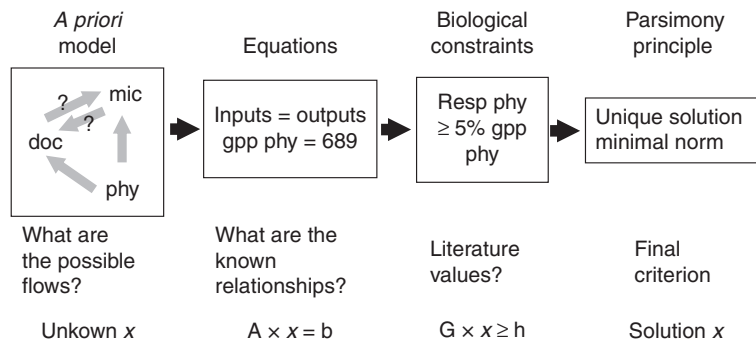 A priori
model
Equations
Biological
constraints
Parsimony
principle
?
mic
?
doc
phy
Inputs = outputs
gpp phy = 689
Resp phy
≥ 5% gpp
phy
Unique solution
minimal norm
What are
the possible
flows?
What are the
known
relationships?
Literature
values?
Final
criterion
Unkown x
A × x = b
G × x ≥ h
Solution x